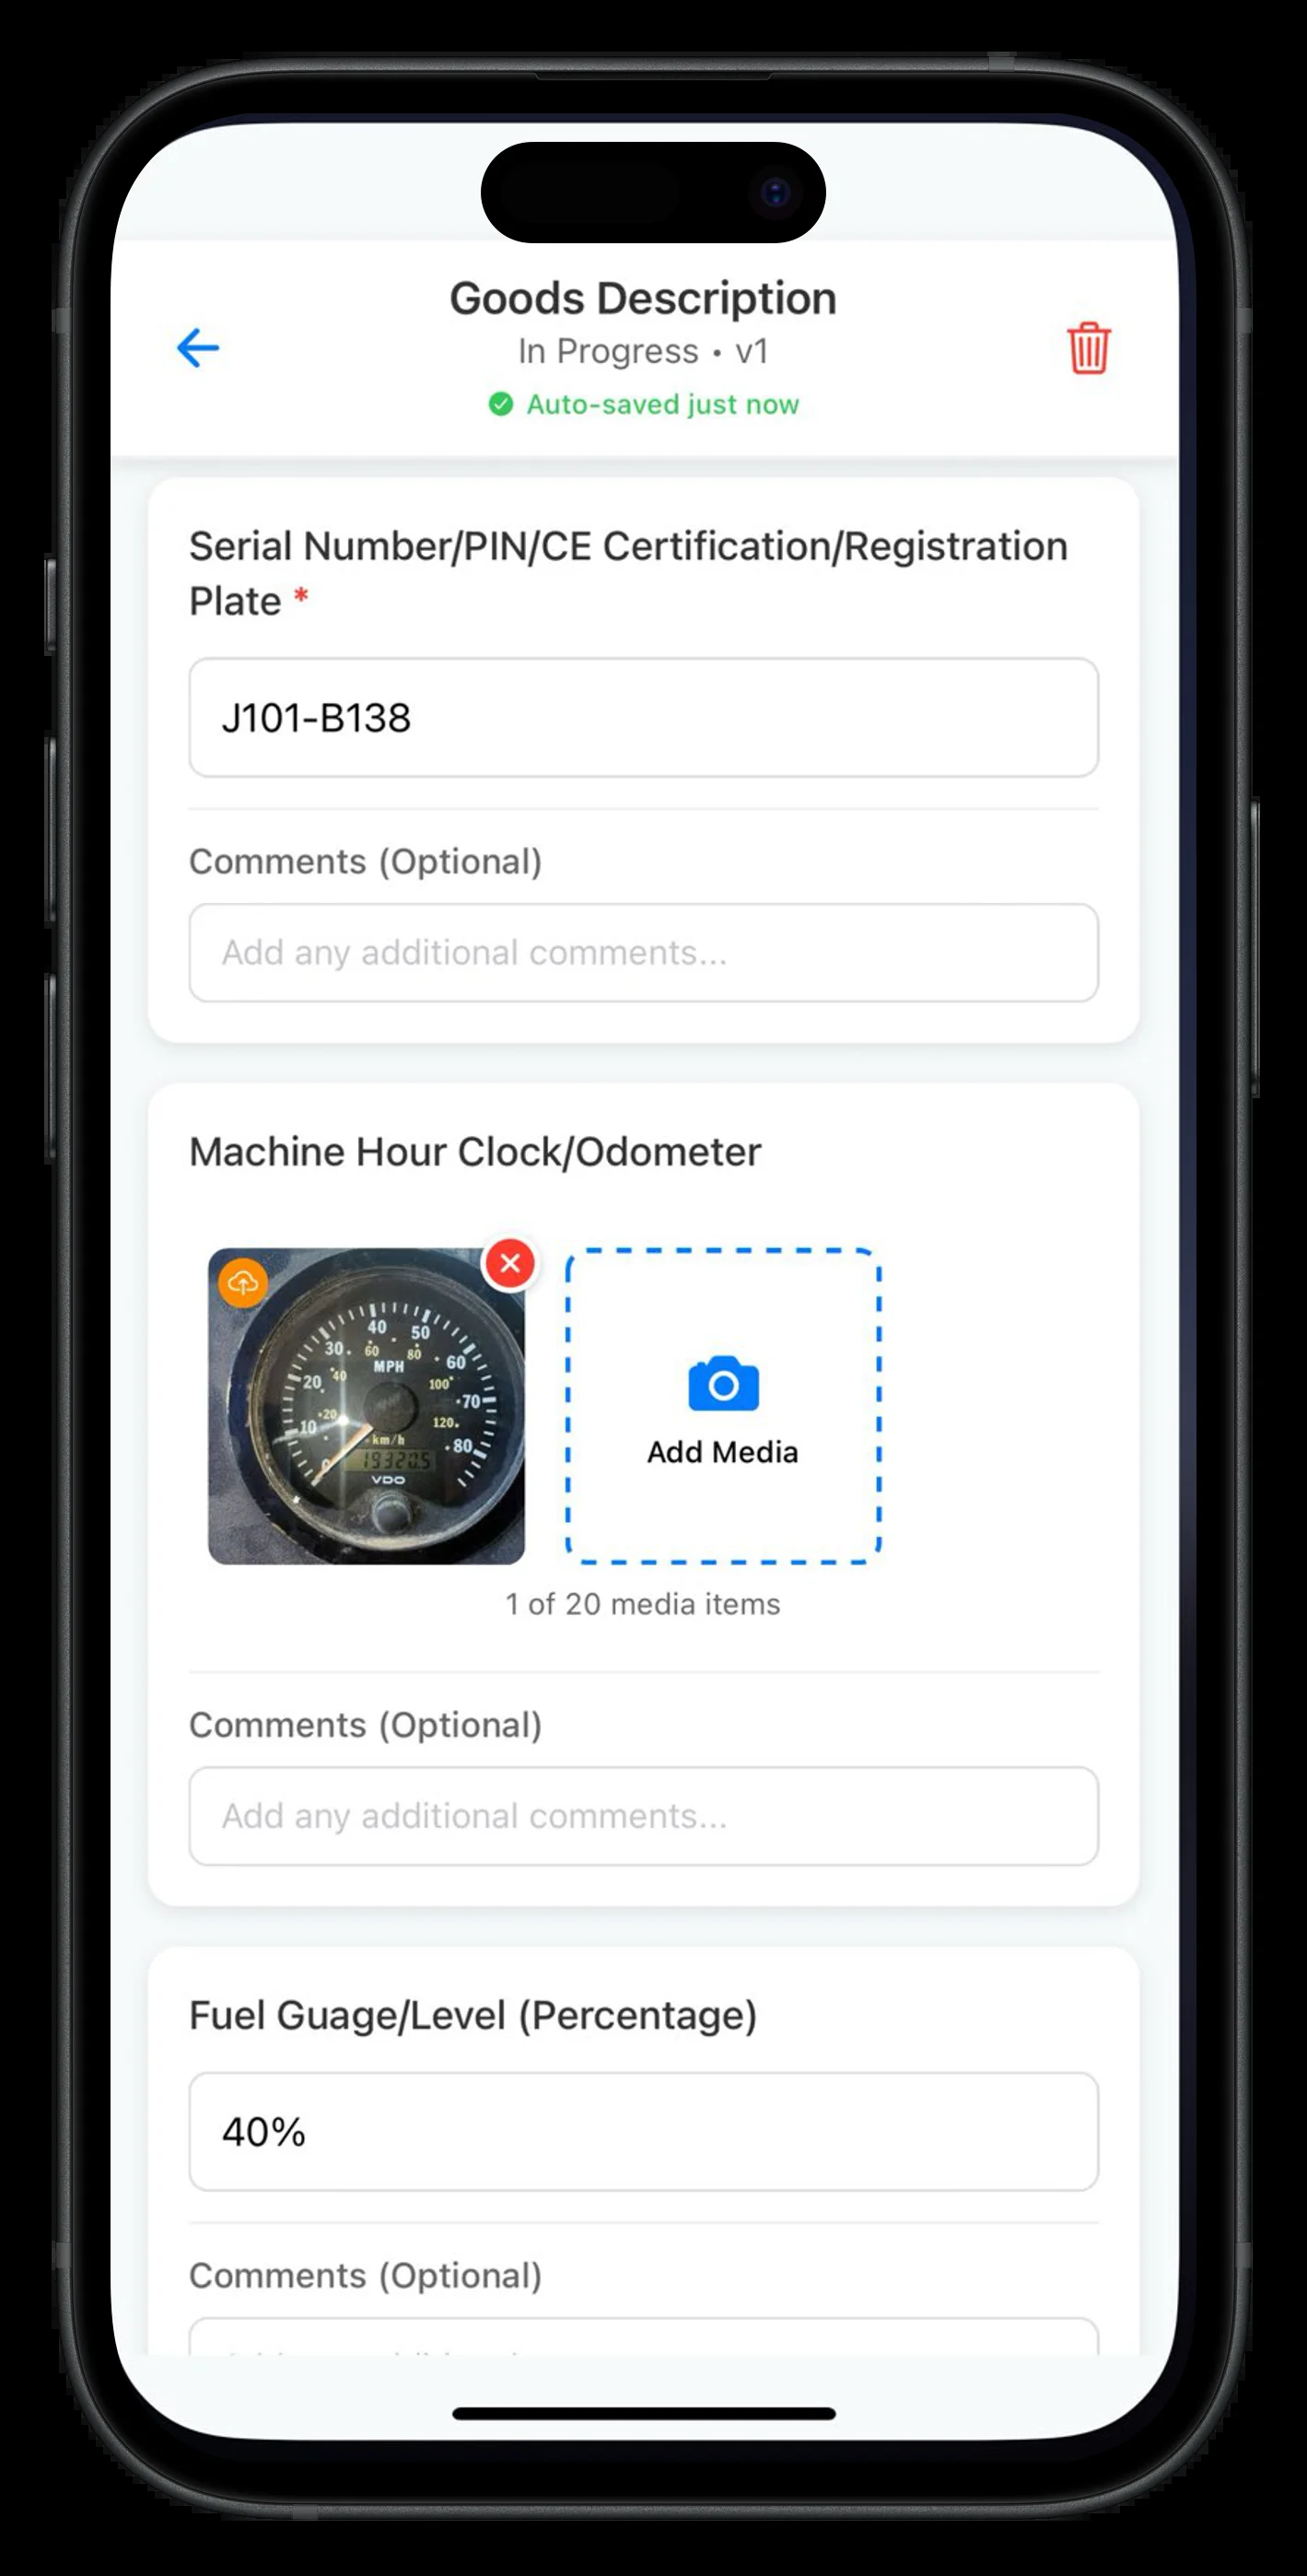 Goods Description
In Progress • v1
Auto-saved just now
Serial Number/PIN/CE Certification/Registration
Plate *
J101-B138
Comments (Optional)
Add any additional comments...
Machine Hour Clock/Odometer
40 50
30 60 80 60
MPH
20 40 100 70
10 20 120
km/h 80
0
VDO
Add Media
1 of 20 media items
Comments (Optional)
Add any additional comments...
Fuel Guage/Level (Percentage)
40%
Comments (Optional)